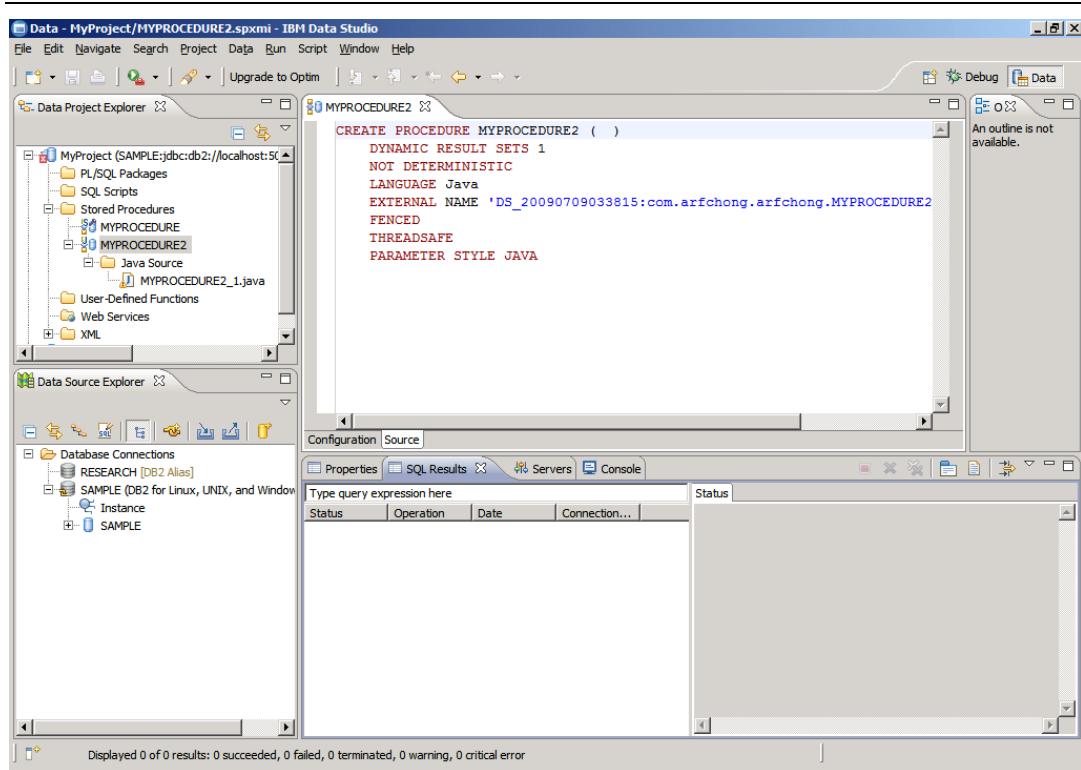 Data - MyProject/MYPROCEDURE2.spxmi - IBM Data Studio
File Edit Navigate Search Project Data Run Script Window Help
Upgrade to Optim
Debug Data
Data Project Explorer
MyProject (SAMPLE:jdbc:db2://localhost:50
PL/SQL Packages
SQL Scripts
Stored Procedures
MYPROCEDURE
MYPROCEDURE2
Java Source
MYPROCEDURE2_1.java
User-Defined Functions
Web Services
XML
MYPROCEDURE2
CREATE PROCEDURE MYPROCEDURE2 ( )
DYNAMIC RESULT SETS 1
NOT DETERMINISTIC
LANGUAGE Java
EXTERNAL NAME 'DS_20090709033815:com.arfchong.arfchong.MYPROCEDURE2
FENCED
THREADSAFE
PARAMETER STYLE JAVA
Configuration Source
O
An outline is not
available.
Data Source Explorer
Database Connections
RESEARCH [DB2 Alias]
SAMPLE (DB2 for Linux, UNIX, and Window
Instance
SAMPLE
Properties SQL Results Servers Console
Type query expression here
Status Operation Date Connection...
Status
Displayed 0 of 0 results: 0 succeeded, 0 failed, 0 terminated, 0 warning, 0 critical error